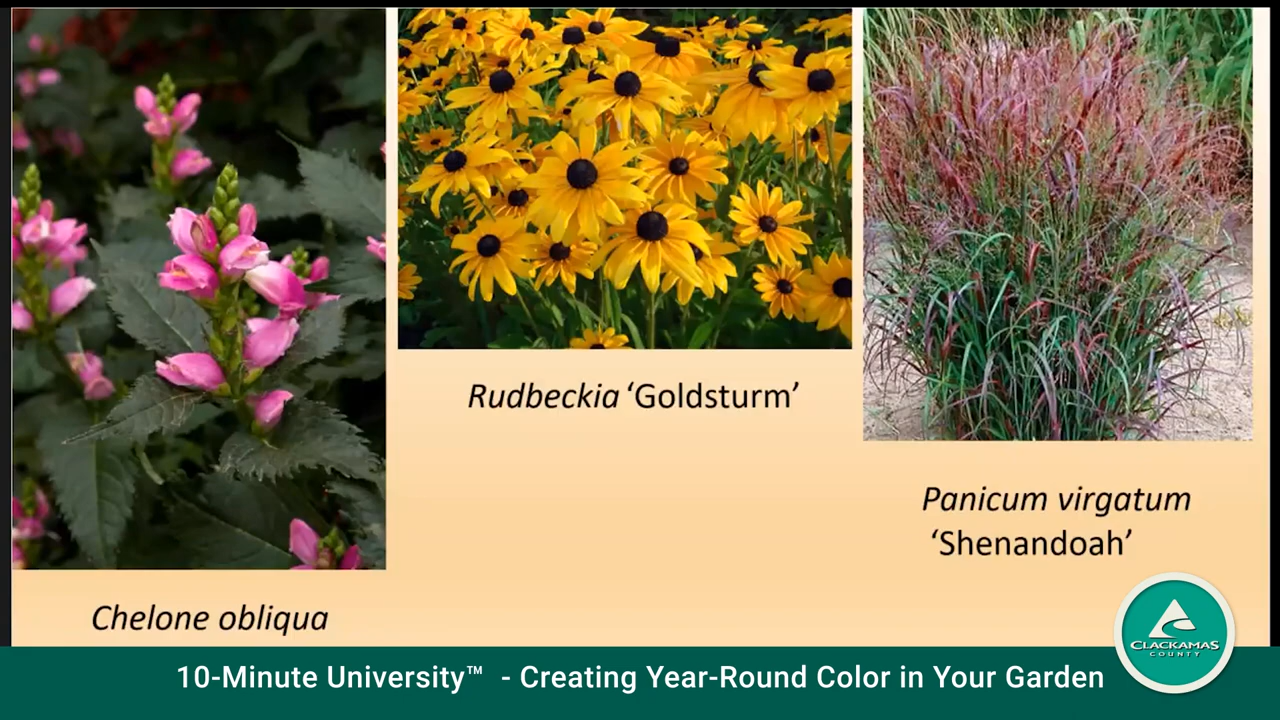 Rudbeckia ‘Goldsturm’
Panicum virgatum
‘Shenandoah’
Chelone obliqua
CLACKAMAS
COUNTY
10-Minute University™ - Creating Year-Round Color in Your Garden